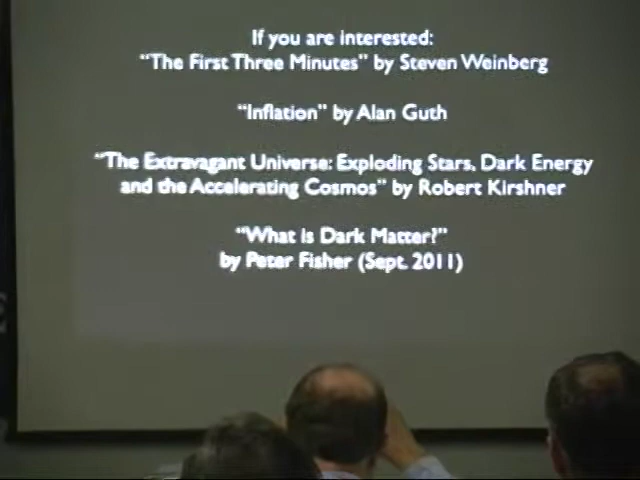 If you are interested:
“The First Three Minutes” by Steven Weinberg
“Inflation” by Alan Guth
“The Extravagant Universe: Exploding Stars, Dark Energy
and the Accelerating Cosmos” by Robert Kirshner
“What is Dark Matter?”
by Peter Fisher (Sept. 2011)